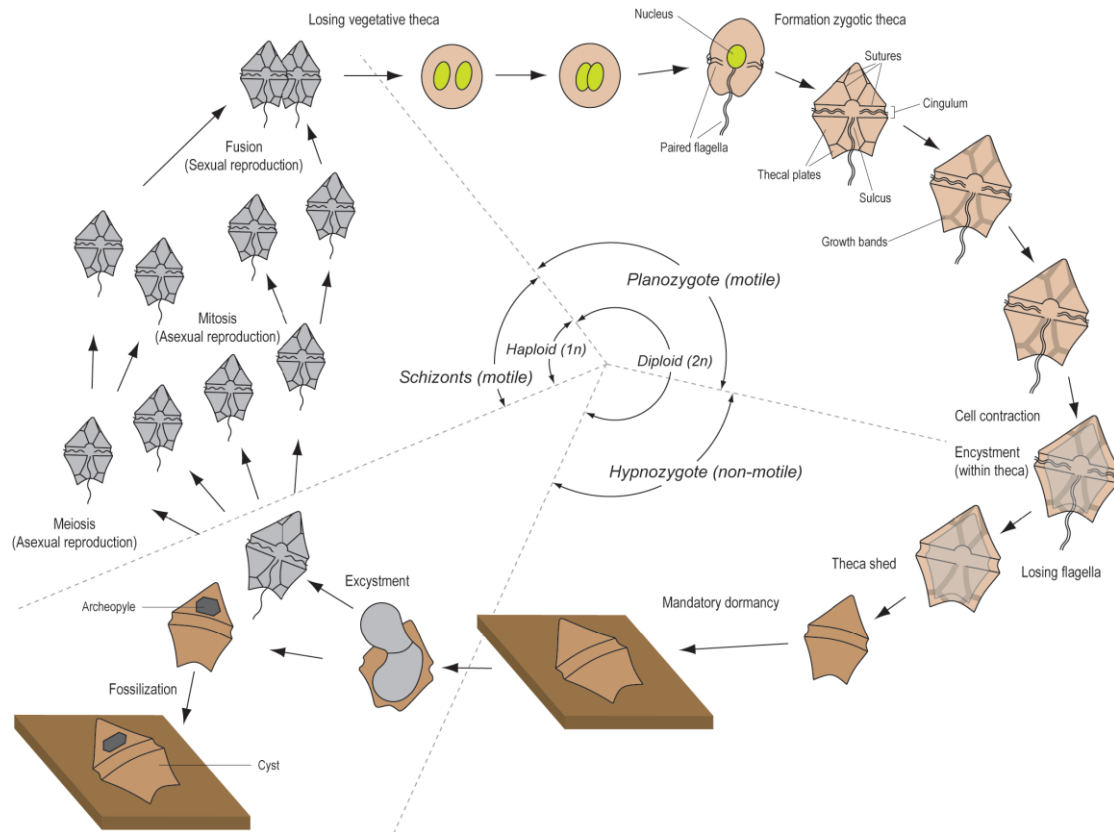 Losing vegetative theca
Nucleus
Formation zygotic theca
Sutures
Cingulum
Fusion
(Sexual reproduction)
Paired flagella
Thecal plates
Sulcus
Growth bands
Mitosis
(Asexual reproduction)
Planozygote (motile)
Haploid (1n)
Diploid (2n)
Schizonts (motile)
Cell contraction
Encystment
(within theca)
Hypnozygote (non-motile)
Meiosis
(Asexual reproduction)
Theca shed
Losing flagella
Excystment
Mandatory dormancy
Archeopyle
Fossilization
Cyst